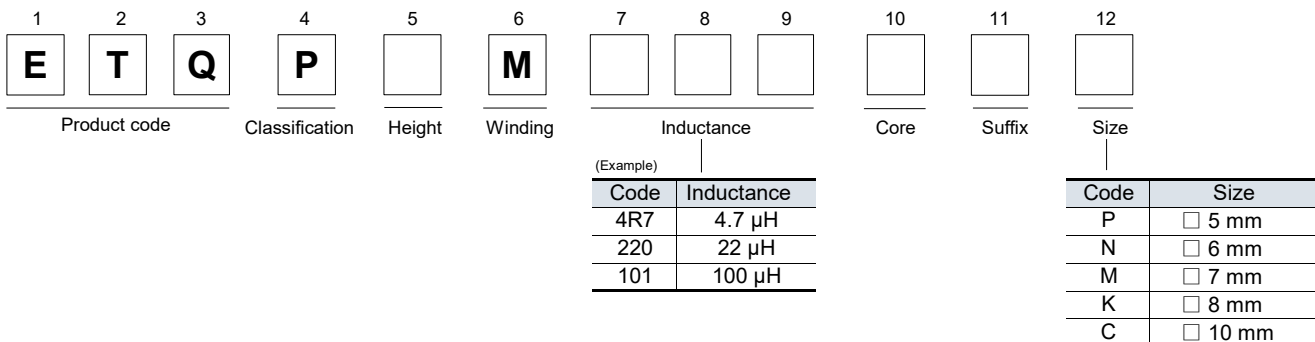 1 2 3 4 5 6 7 8 9 10 11 12
E T Q P M
Product code Classification Height Winding Inductance Core Suffix Size
(Example)
Code Inductance
4R7 4.7 µH
220 22 µH
101 100 µH
Code Size
P □ 5 mm
N □ 6 mm
M □ 7 mm
K □ 8 mm
C □ 10 mm